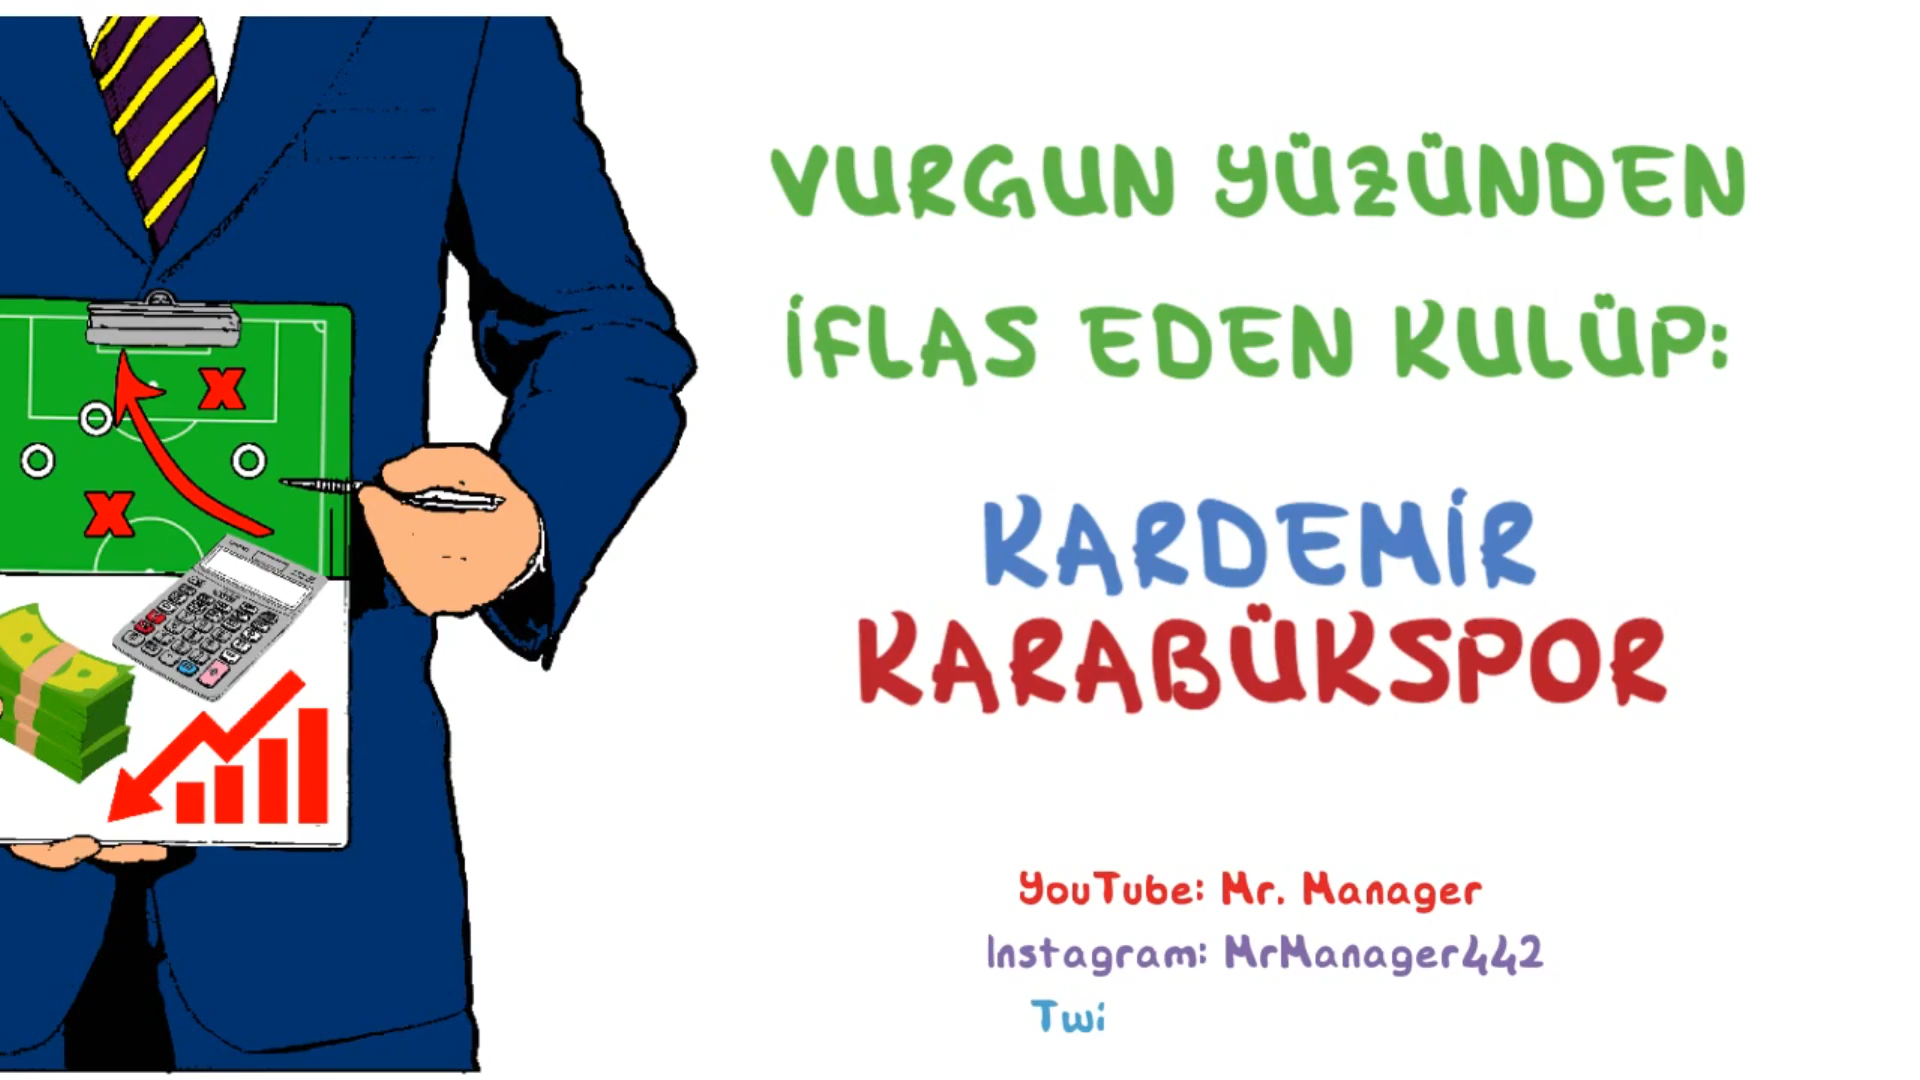 VURGUN YÜZÜNDEN
İFLAS EDEN KULÜP:
KARDEMİR
KARABÜKSPOR
YouTube: Mr. Manager
Instagram: MrManager442
Twi